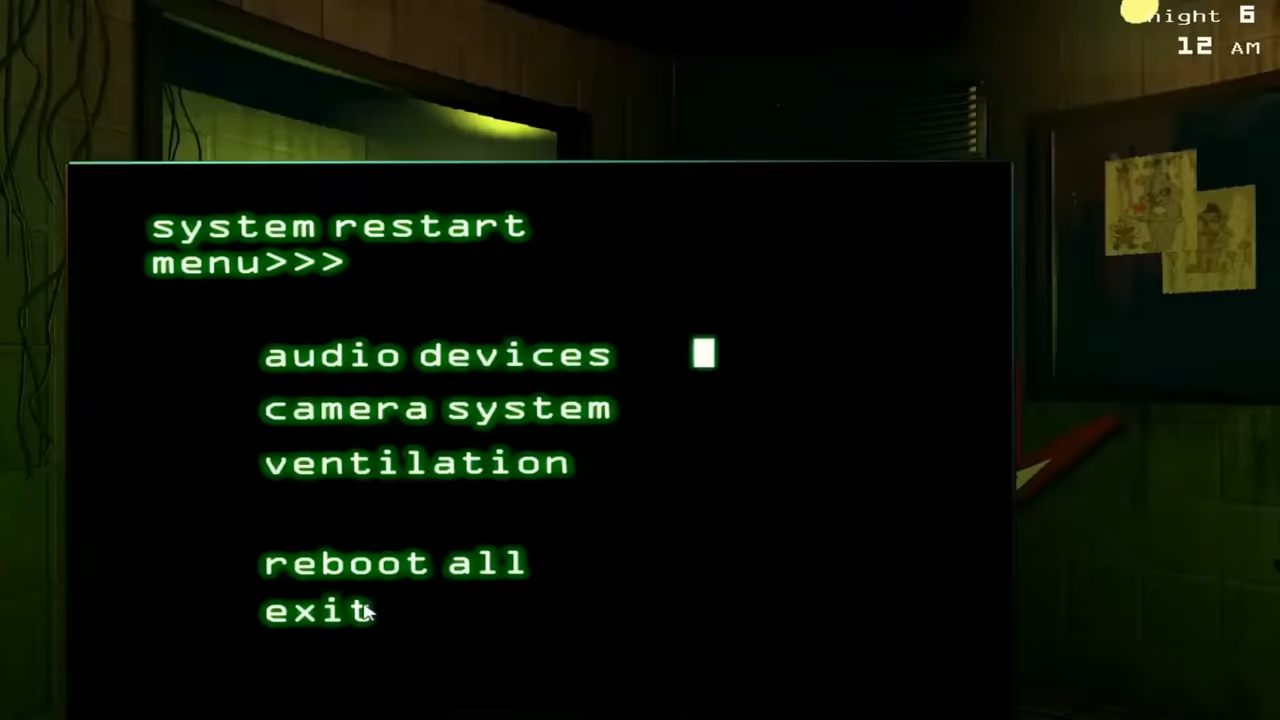 night 6
12 AM
system restart
menu>>>
audio devices
camera system
ventilation
reboot all
exit